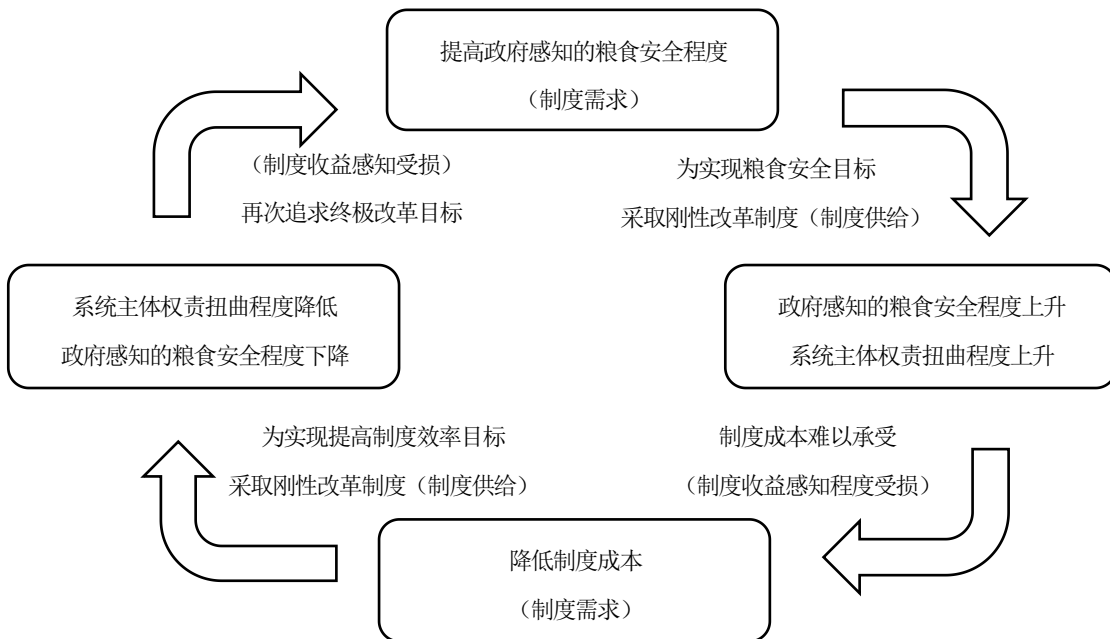 提高政府感知的粮食安全程度
（制度需求）
（制度收益感知受损）
再次追求终极改革目标
为实现粮食安全目标
采取刚性改革制度（制度供给）
系统主体权责扭曲程度降低
政府感知的粮食安全程度下降
政府感知的粮食安全程度上升
系统主体权责扭曲程度上升
为实现提高制度效率目标
采取刚性改革制度（制度供给）
制度成本难以承受
（制度收益感知程度受损）
降低制度成本
（制度需求）